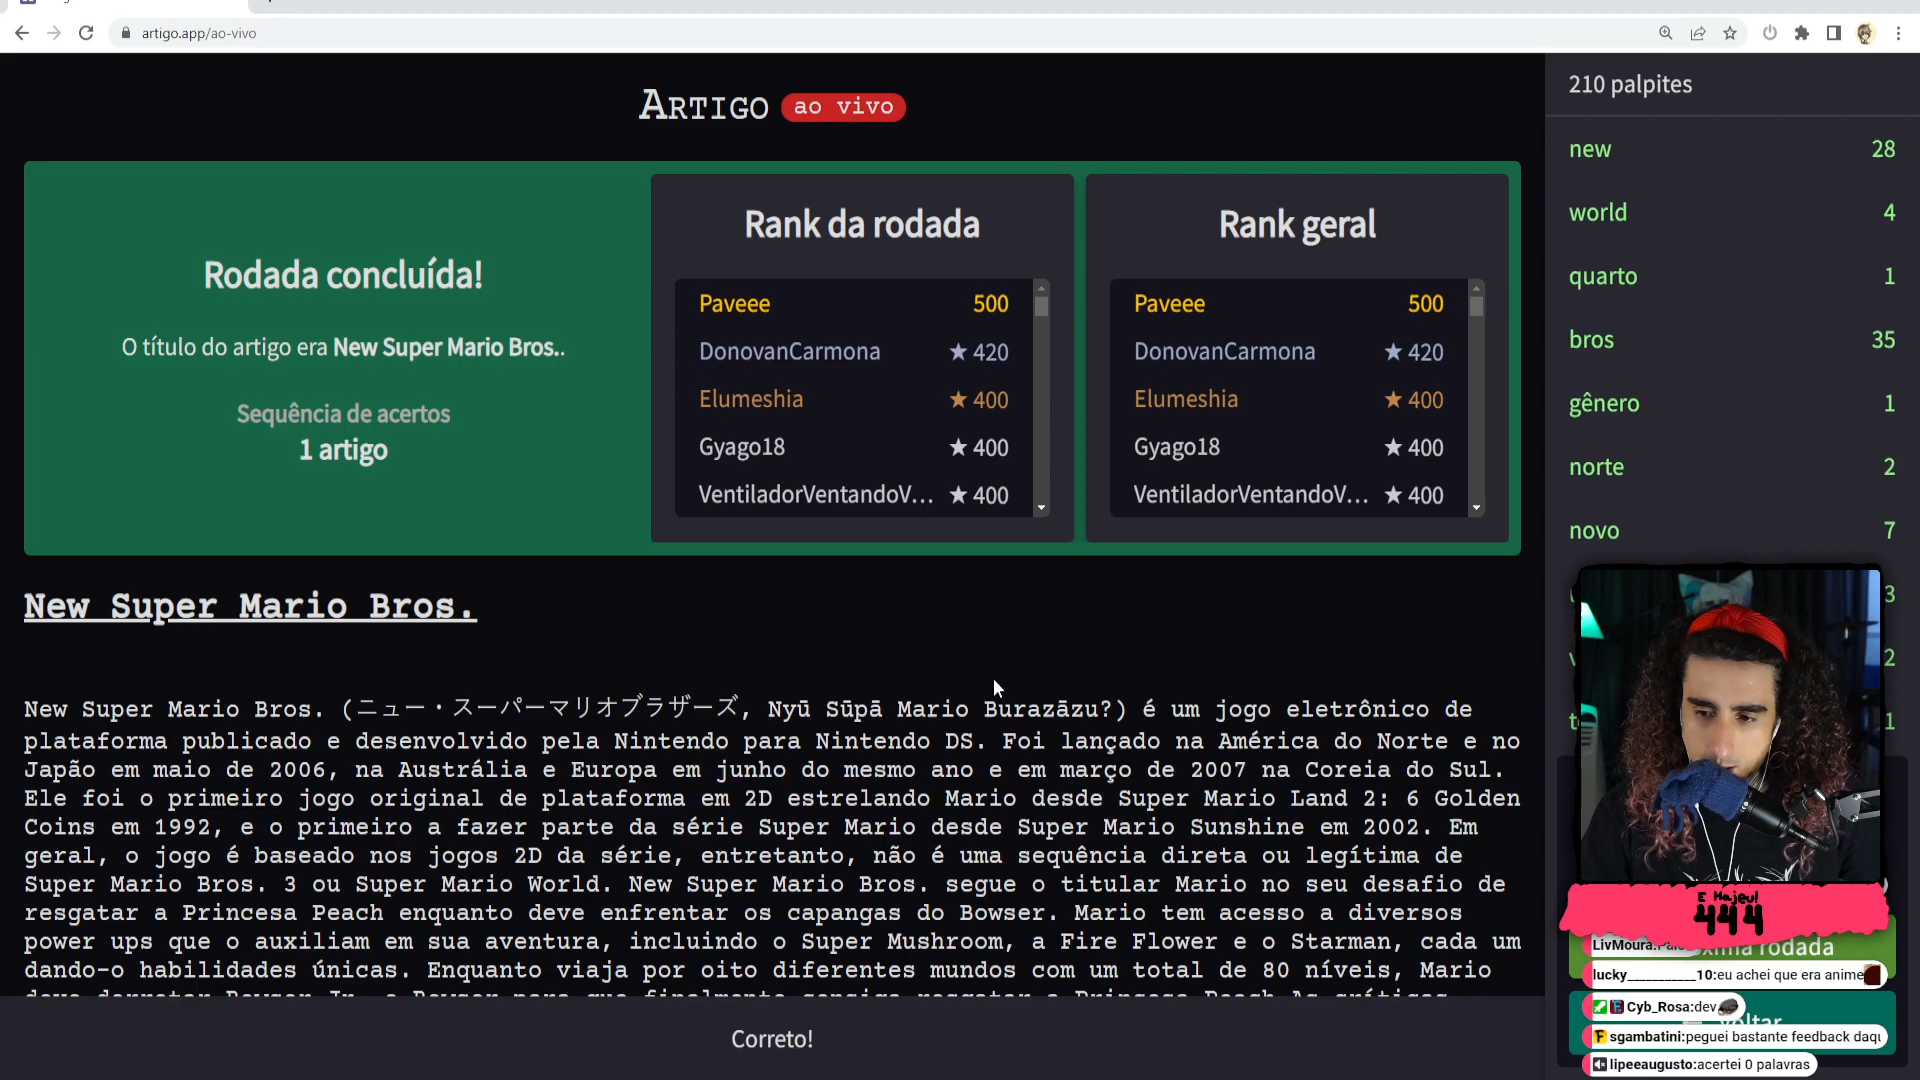 artigo.app/ao-vivo
ARTIGO ao vivo
Rodada concluída!
O título do artigo era New Super Mario Bros..
Sequência de acertos
1 artigo
Rank da rodada
Paveee 500
DonovanCarmona ★ 420
Elumeshia ★ 400
Gyago18 ★ 400
VentiladorVentandoV... ★ 400
Rank geral
Paveee 500
DonovanCarmona ★ 420
Elumeshia ★ 400
Gyago18 ★ 400
VentiladorVentandoV... ★ 400
New Super Mario Bros.
New Super Mario Bros. (ニュー・スーパーマリオブラザーズ, Nyū Sūpā Mario Burazāzu?) é um jogo eletrônico de
plataforma publicado e desenvolvido pela Nintendo para Nintendo DS. Foi lançado na América do Norte e no
Japão em maio de 2006, na Austrália e Europa em junho do mesmo ano e em março de 2007 na Coreia do Sul.
Ele foi o primeiro jogo original de plataforma em 2D estrelando Mario desde Super Mario Land 2: 6 Golden
Coins em 1992, e o primeiro a fazer parte da série Super Mario desde Super Mario Sunshine em 2002. Em
geral, o jogo é baseado nos jogos 2D da série, entretanto, não é uma sequência direta ou legítima de
Super Mario Bros. 3 ou Super Mario World. New Super Mario Bros. segue o titular Mario no seu desafio de
resgatar a Princesa Peach enquanto deve enfrentar os capangas do Bowser. Mario tem acesso a diversos
power ups que o auxiliam em sua aventura, incluindo o Super Mushroom, a Fire Flower e o Starman, cada um
dando-o habilidades únicas. Enquanto viaja por oito diferentes mundos com um total de 80 níveis, Mario
Correto!
210 palpites
new 28
world 4
quarto 1
bros 35
gênero 1
norte 2
novo 7
3
2
1
E Majeu!
444
rodada
LivMoura:
lucky__________10:eu achei que era anime
Cyb_Rosa:dev
sgambatini:peguei bastante feedback daqu
lipeeaugusto:acertei 0 palavras